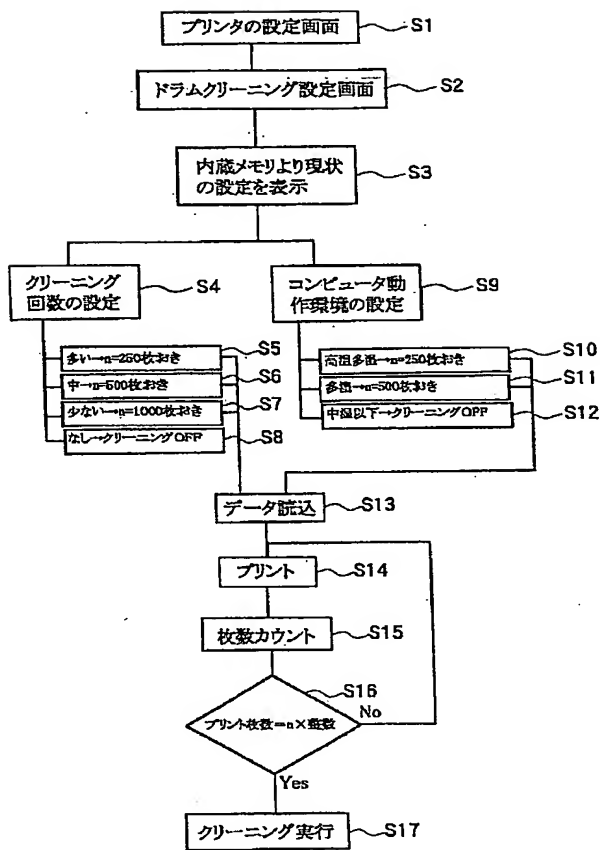 プリンタの設定画面
S1
ドラムクリーニング設定画面
S2
内蔵メモリより現状
の設定を表示
S3
クリーニング
回数の設定
S4
コンピュータ動
作環境の設定
S9
多い→n=250枚おき
S5
中→n=500枚おき
S6
少ない→n=1000枚おき
S7
なし→クリーニングOFF
S8
高温多湿→n=250枚おき
S10
多湿→n=500枚おき
S11
中湿以下→クリーニングOFF
S12
データ読込
S13
プリント
S14
枚数カウント
S15
S16
プリント枚数=n×整数
No
Yes
クリーニング実行
S17